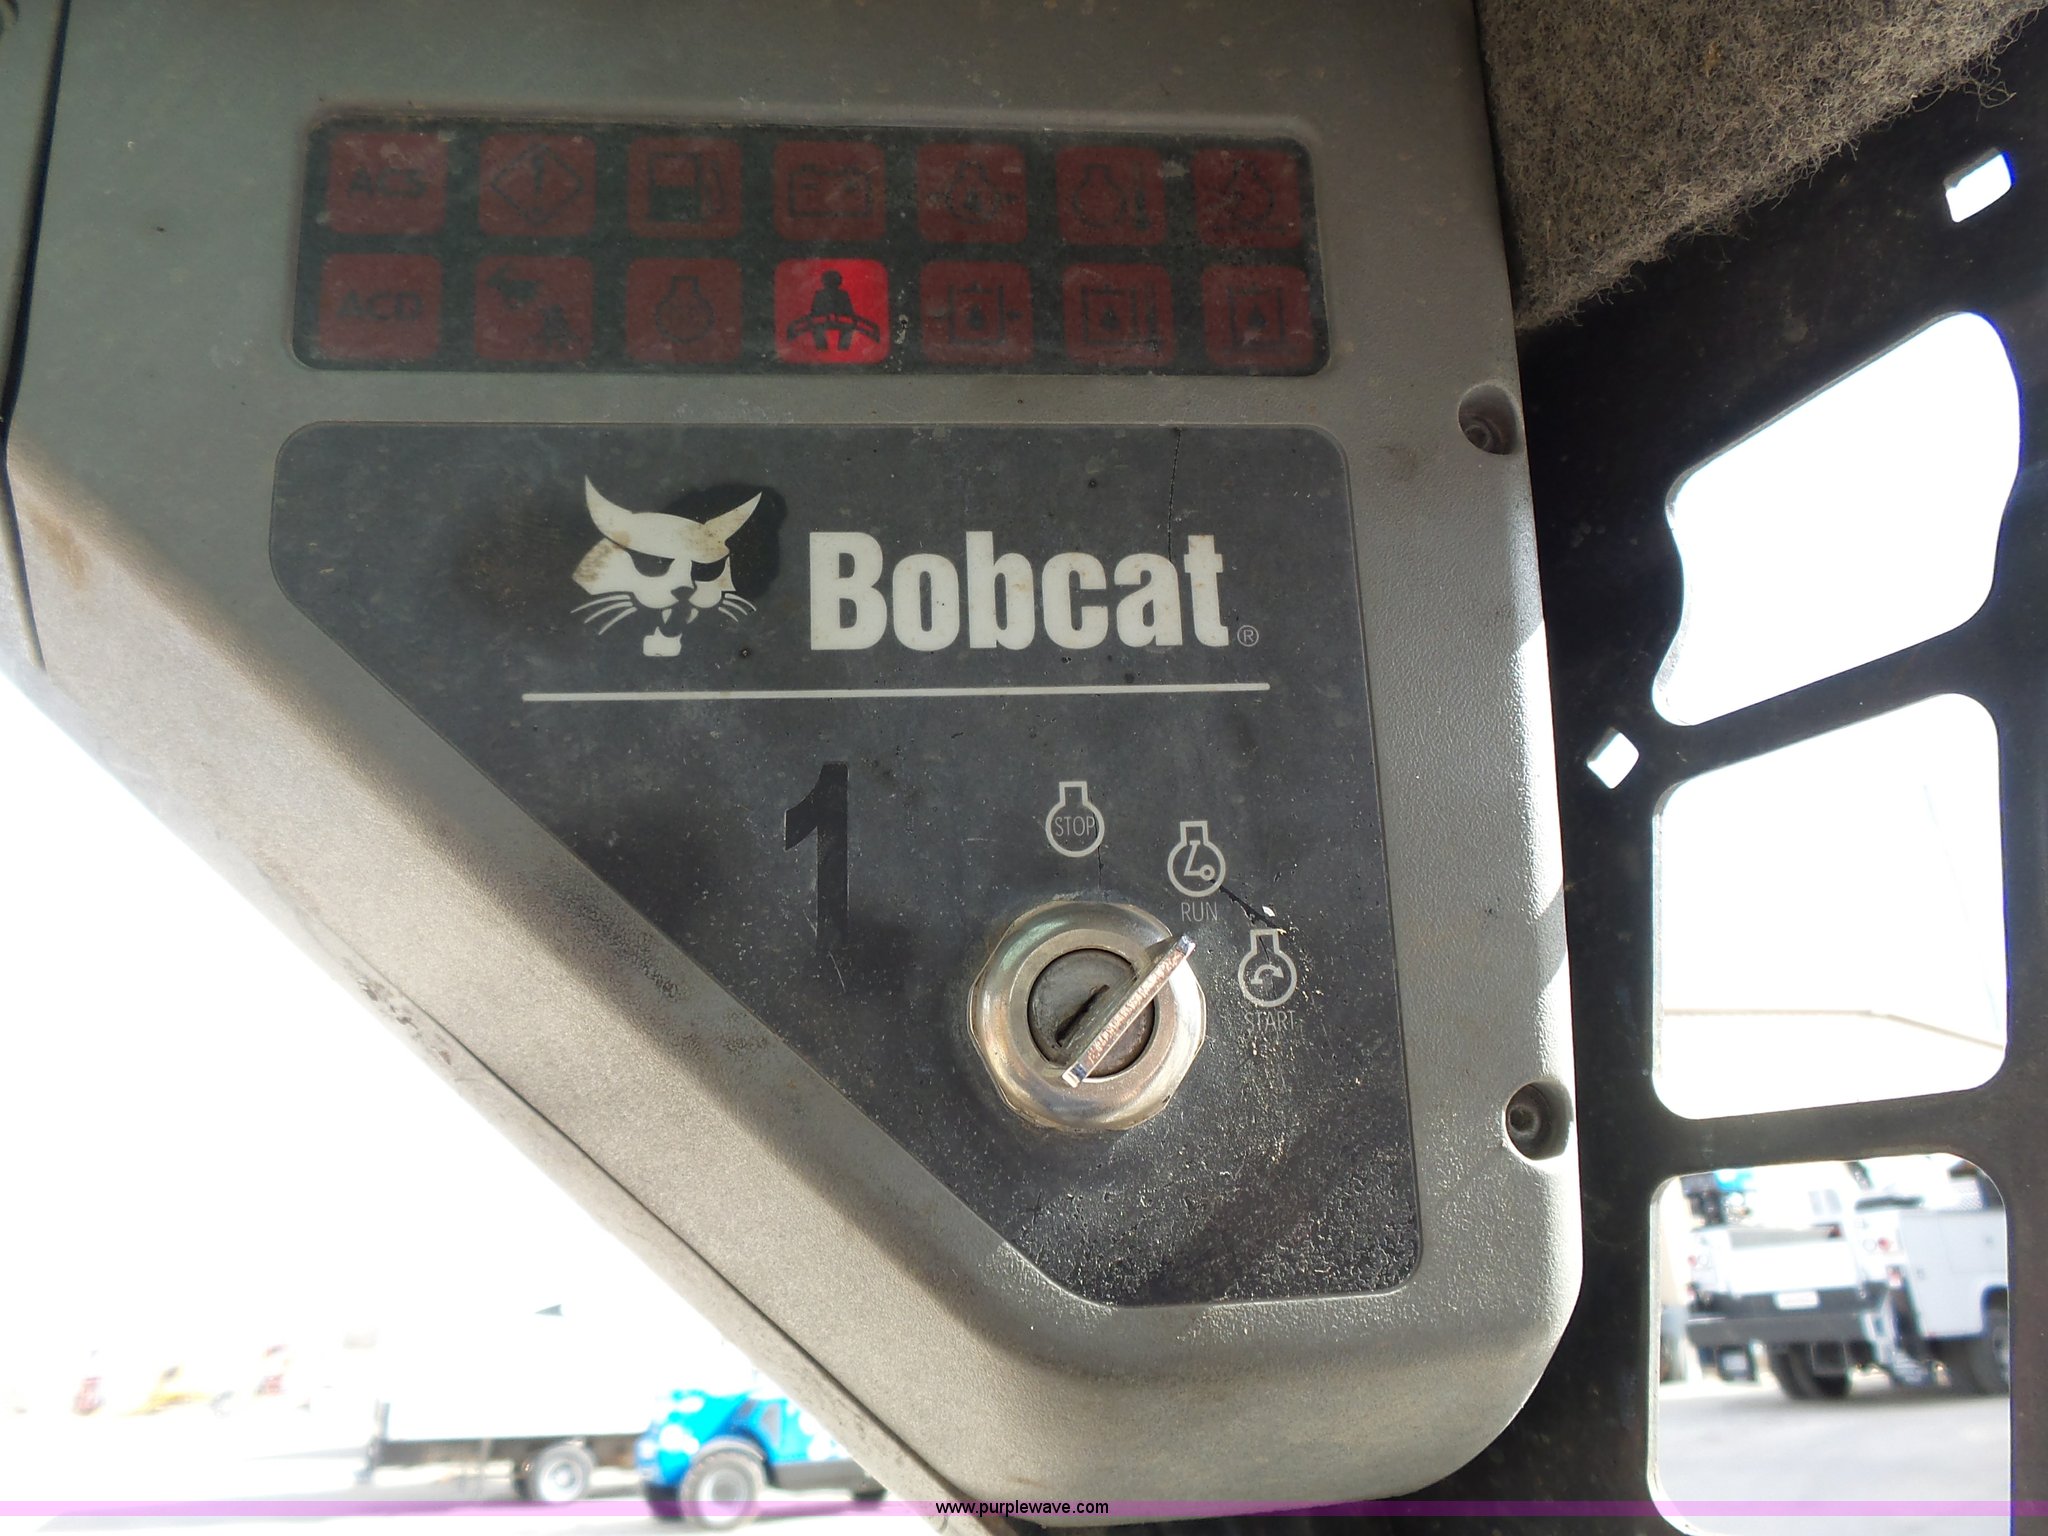 ACS
ACD
Bobcat®
1
STOP
RUN
START
www.purplewave.com